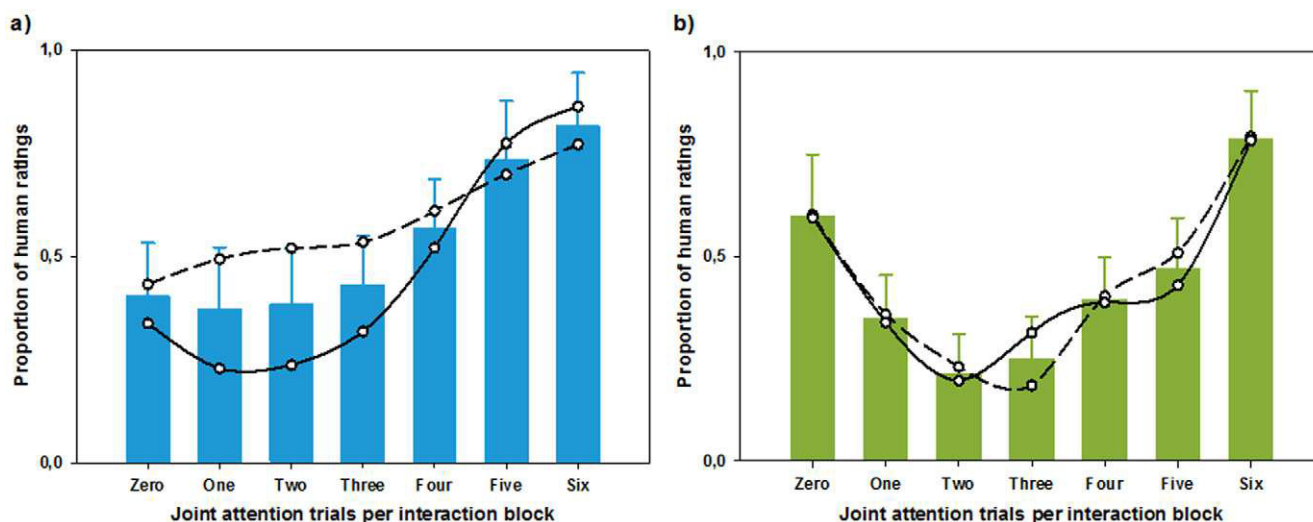 a)
1,0
0,5
0,0
Proportion of human ratings
Zero One Two Three Four Five Six
Joint attention trials per interaction block
b)
1,0
0,5
0,0
Proportion of human ratings
Zero One Two Three Four Five Six
Joint attention trials per interaction block